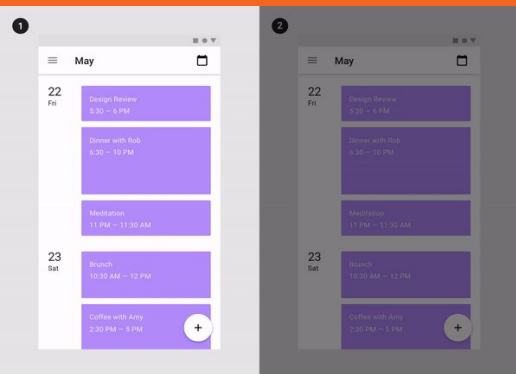 1
May
22
Fri
Design Review
5:30 – 6 PM
Dinner with Rob
6:30 – 10 PM
Meditation
11 PM – 11:30 AM
23
Sat
Brunch
10:30 AM – 12 PM
Coffee with Amy
2:30 PM – 5 PM
+
2
May
22
Fri
Design Review
5:30 – 6 PM
Dinner with Rob
6:30 – 10 PM
Meditation
11 PM – 11:30 AM
23
Sat
Brunch
10:30 AM – 12 PM
Coffee with Amy
2:30 PM – 5 PM
+